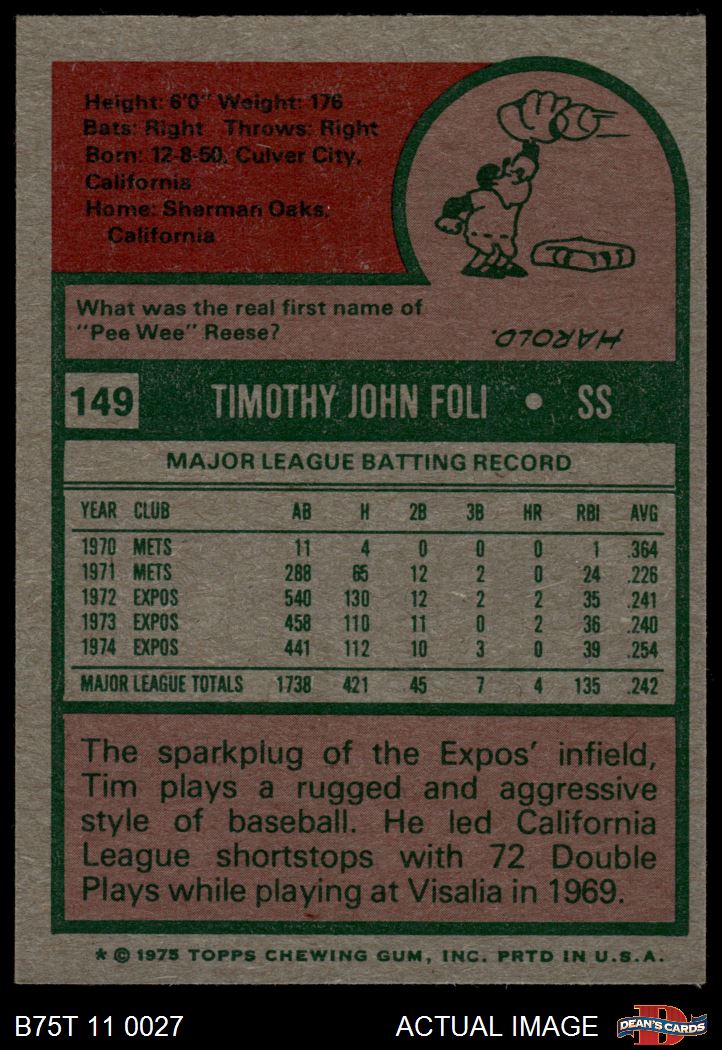 Height: 6'0" Weight: 176
Bats: Right Throws: Right
Born: 12-8-50, Culver City,
California
Home: Sherman Oaks,
California
What was the real first name of
"Pee Wee" Reese?
HAROLD.
149 TIMOTHY JOHN FOLI • SS
MAJOR LEAGUE BATTING RECORD
YEAR CLUB AB H 2B 3B HR RBI AVG
1970 METS 11 4 0 0 0 1 .364
1971 METS 288 65 12 2 0 24 .226
1972 EXPOS 540 130 12 2 2 35 .241
1973 EXPOS 458 110 11 0 2 36 .240
1974 EXPOS 441 112 10 3 0 39 .254
MAJOR LEAGUE TOTALS 1738 421 45 7 4 135 .242
The sparkplug of the Expos' infield,
Tim plays a rugged and aggressive
style of baseball. He led California
League shortstops with 72 Double
Plays while playing at Visalia in 1969.
* © 1975 TOPPS CHEWING GUM, INC. PRTD IN U.S.A.
B75T 11 0027 ACTUAL IMAGE D DEAN'S CARDS